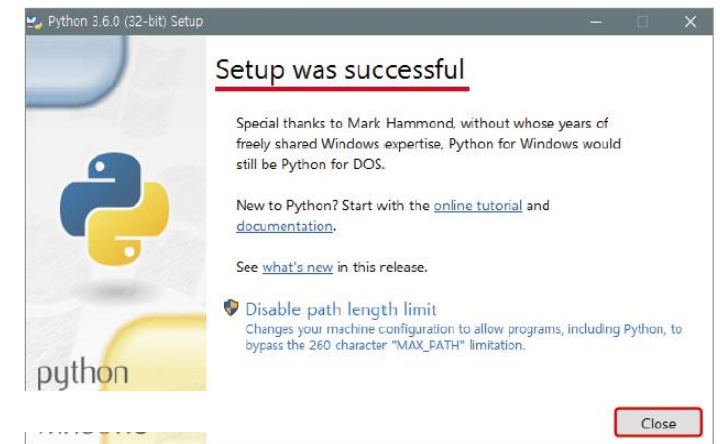 Python 3.6.0 (32-bit) Setup
Setup was successful
Special thanks to Mark Hammond, without whose years of
freely shared Windows expertise, Python for Windows would
still be Python for DOS.
New to Python? Start with the online tutorial and
documentation.
See what's new in this release.
Disable path length limit
Changes your machine configuration to allow programs, including Python, to
bypass the 260 character "MAX_PATH" limitation.
python
Close